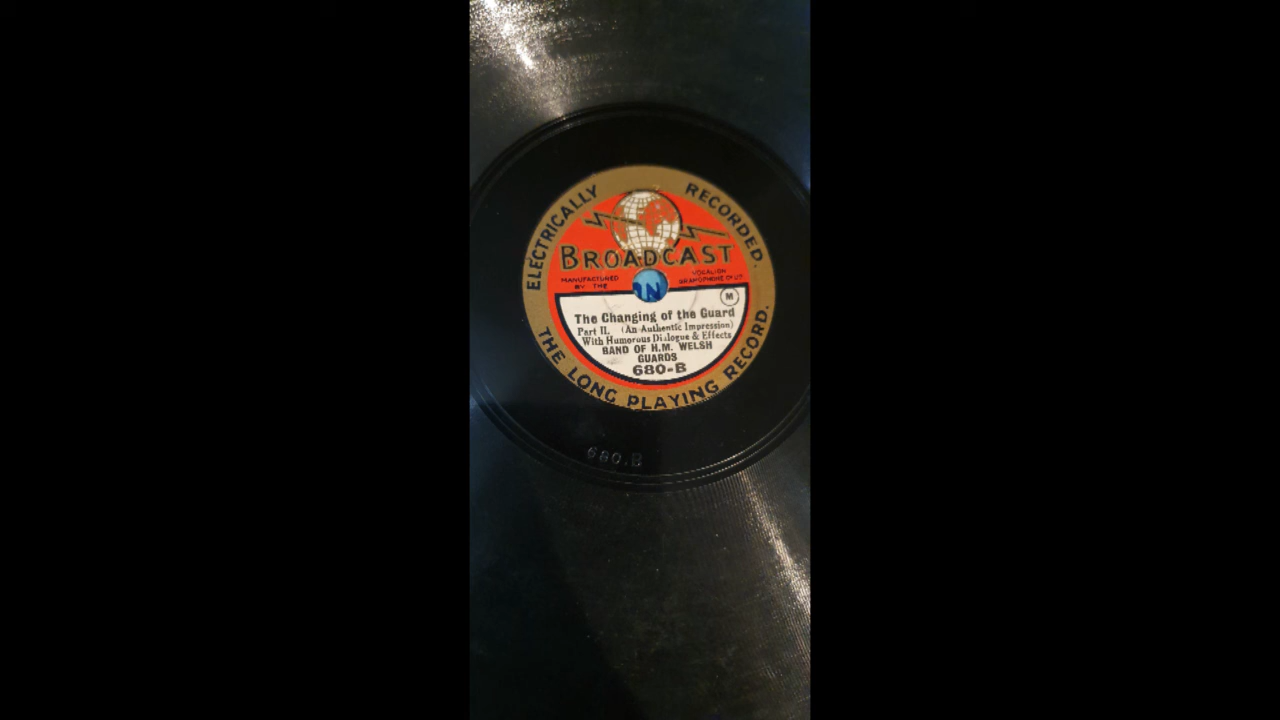 ELECTRICALLY RECORDED.
BROADCAST
MANUFACTURED BY THE VOCALION GRAMOPHONE Co LTD
M
The Changing of the Guard
Part II. (An Authentic Impression)
With Humorous Dialogue & Effects
BAND OF H.M. WELSH
GUARDS
680-B
THE LONG PLAYING RECORD.
680.B